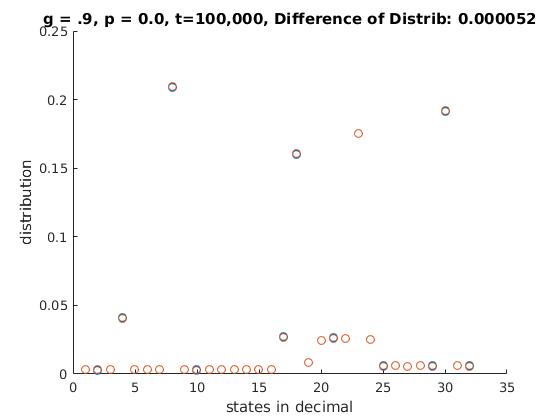 g = .9, p = 0.0, t=100,000, Difference of Distrib: 0.000052
0.25
0.2
0.15
0.1
0.05
0
distribution
0 5 10 15 20 25 30 35
states in decimal